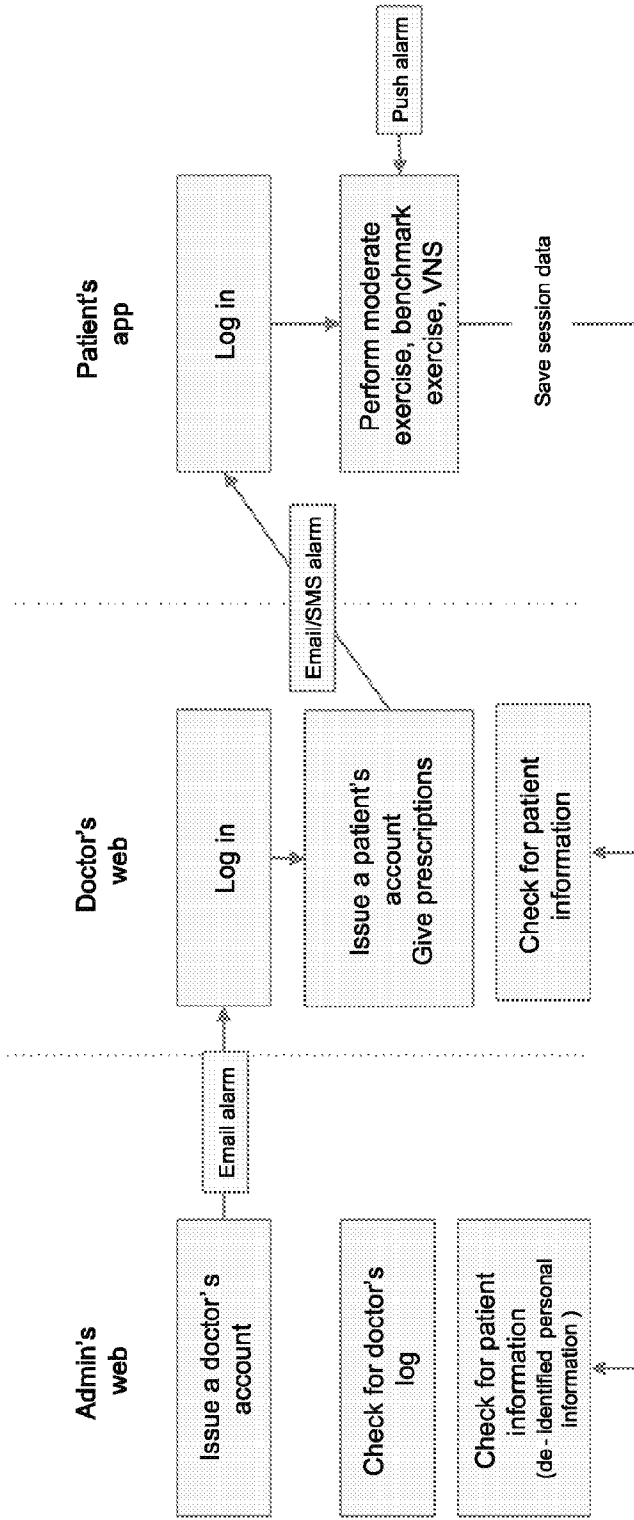 Admin's
web
Issue a doctor's
account
Email alarm
Check for doctor's
log
Check for patient
information
(de-identified personal
information)
Doctor's
web
Log in
Issue a patient's
account
Give prescriptions
Email/SMS alarm
Check for patient
information
Patient's
app
Log in
Perform moderate
exercise, benchmark
exercise, VNS
Push alarm
Save session data